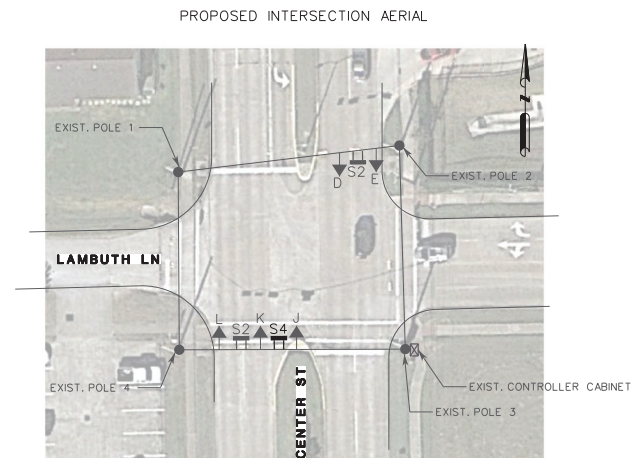 PROPOSED INTERSECTION AERIAL
EXIST. POLE 1
D
S2
E
EXIST. POLE 2
LAMBUTH LN
L
S2
K
S4
J
EXIST. POLE 4
CENTER ST
EXIST. CONTROLLER CABINET
EXIST. POLE 3